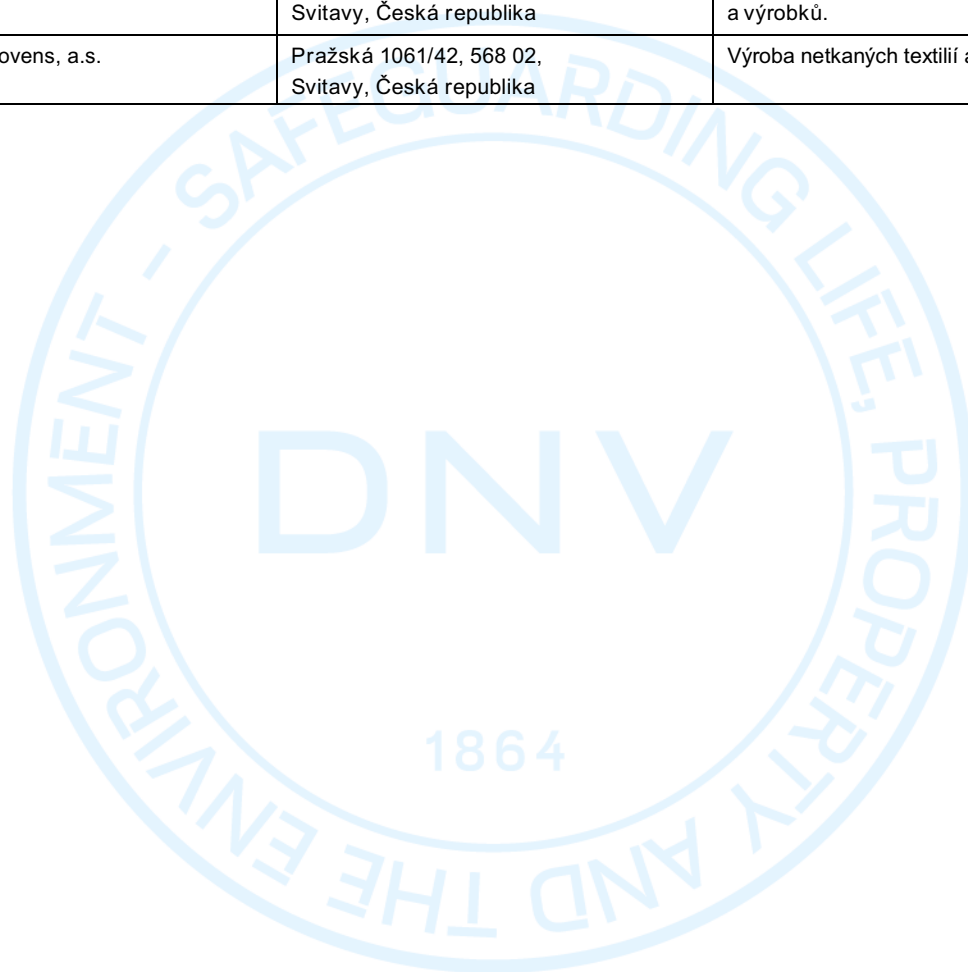 Svitavy, Česká republika
a výrobků.
ovens, a.s.
Pražská 1061/42, 568 02,
Svitavy, Česká republika
Výroba netkaných textilií a
SAFEGUARDING LIFE, PROPERTY AND THE ENVIRONMENT -
DNV
1864